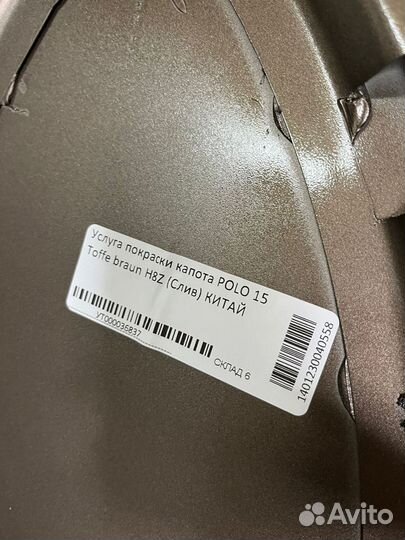 Услуга покраски капота POLO 15
Toffe braun H8Z (Слив) КИТАЙ
УТ000036837
СКЛАД 6
1401230040558
Avito